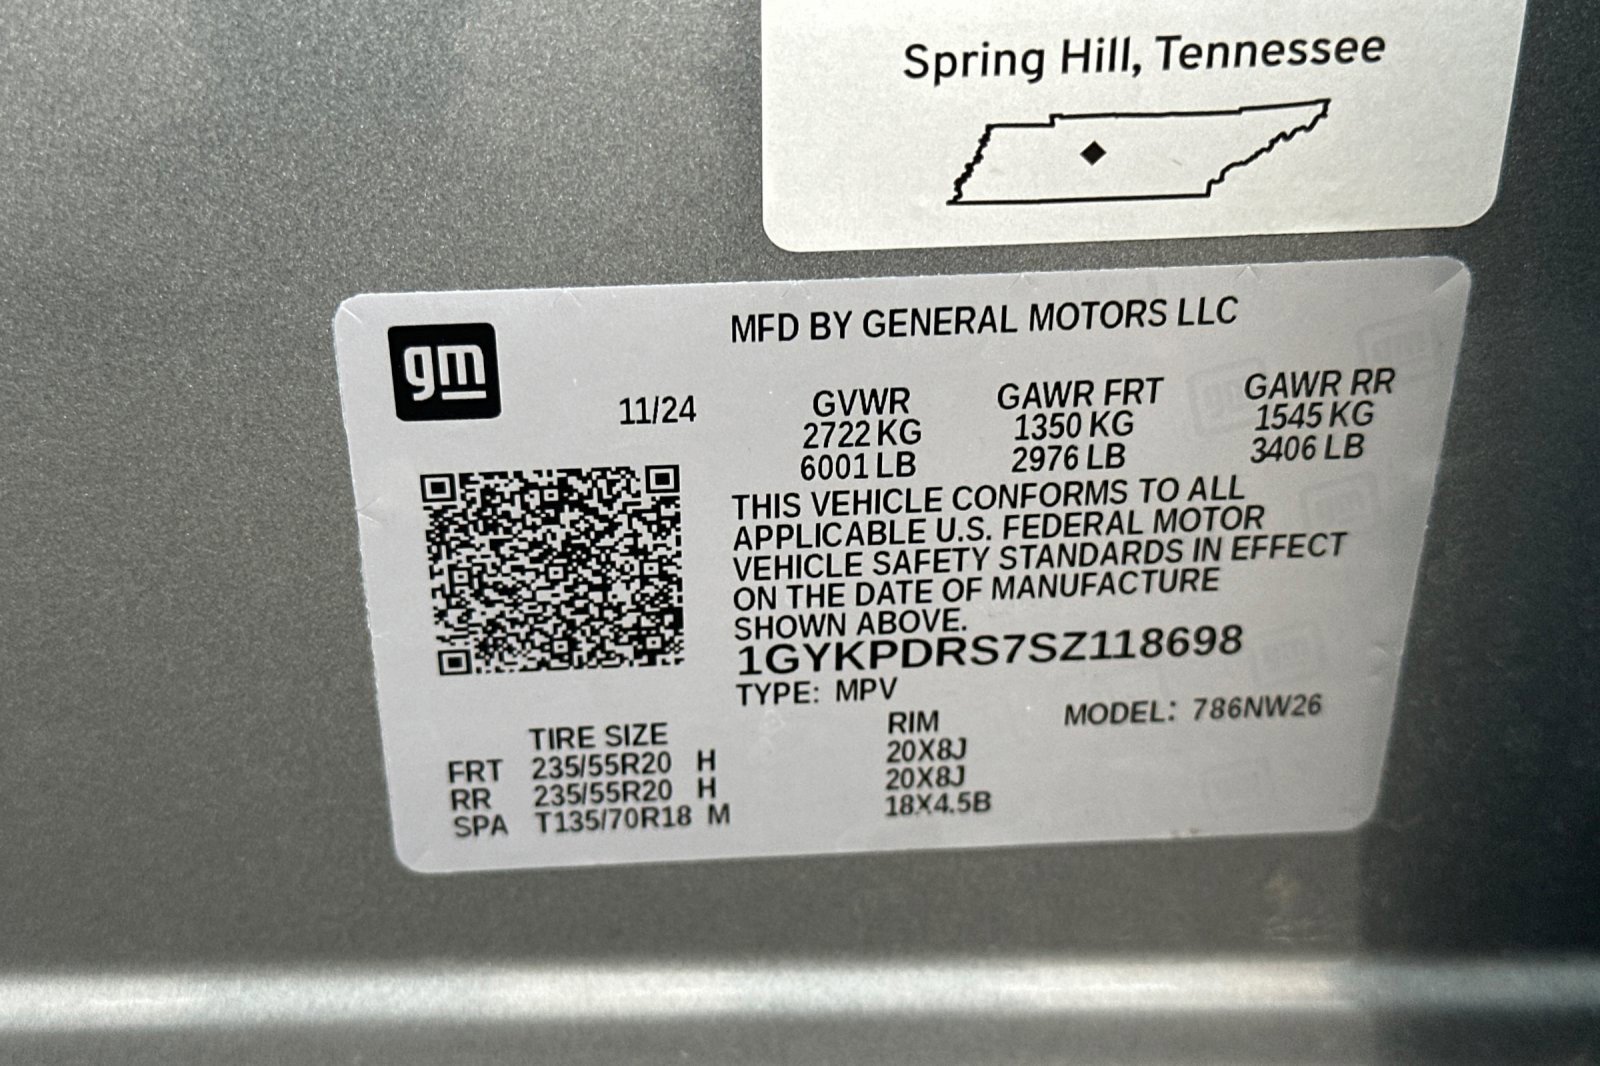 Spring Hill, Tennessee
gm
MFD BY GENERAL MOTORS LLC
11/24
GVWR GAWR FRT GAWR RR
2722 KG 1350 KG 1545 KG
6001 LB 2976 LB 3406 LB
THIS VEHICLE CONFORMS TO ALL
APPLICABLE U.S. FEDERAL MOTOR
VEHICLE SAFETY STANDARDS IN EFFECT
ON THE DATE OF MANUFACTURE
SHOWN ABOVE.
1GYKPDRS7SZ118698
TYPE: MPV
MODEL: 786NW26
TIRE SIZE RIM
FRT 235/55R20 H 20X8J
RR 235/55R20 H 20X8J
SPA T135/70R18 M 18X4.5B